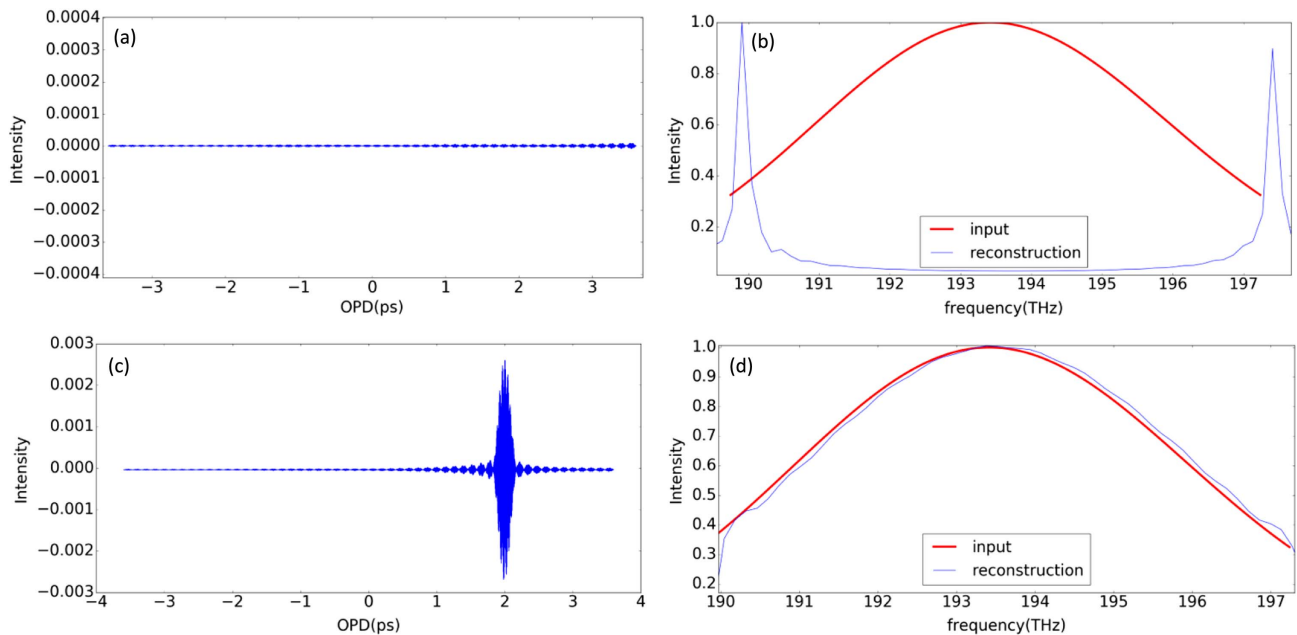 (a)
Intensity
0.0004
0.0003
0.0002
0.0001
0.0000
−0.0001
−0.0002
−0.0003
−0.0004
−3 −2 −1 0 1 2 3
OPD(ps)
(b)
Intensity
1.0
0.8
0.6
0.4
0.2
input
reconstruction
190 191 192 193 194 195 196 197
frequency(THz)
(c)
Intensity
0.003
0.002
0.001
0.000
−0.001
−0.002
−0.003
−4 −3 −2 −1 0 1 2 3 4
OPD(ps)
(d)
Intensity
1.0
0.9
0.8
0.7
0.6
0.5
0.4
0.3
0.2
input
reconstruction
190 191 192 193 194 195 196 197
frequency(THz)